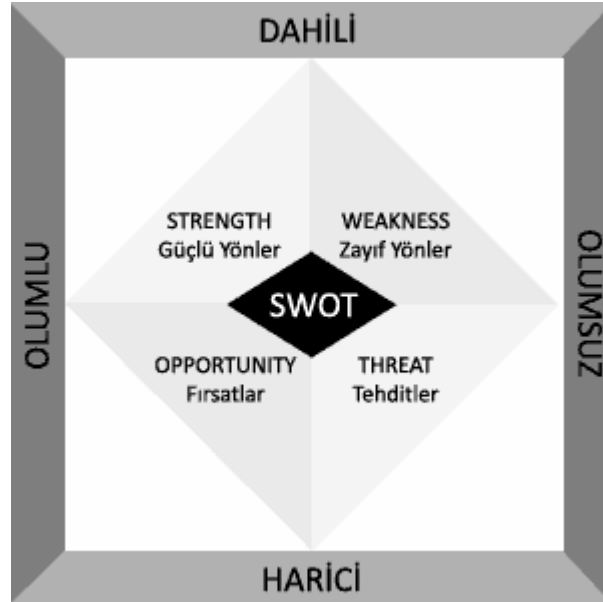 DAHİLİ
STRENGTH
Güçlü Yönler
WEAKNESS
Zayıf Yönler
OLUMLU
SWOT
OLUMSUZ
OPPORTUNITY
Fırsatlar
THREAT
Tehditler
HARİCİ